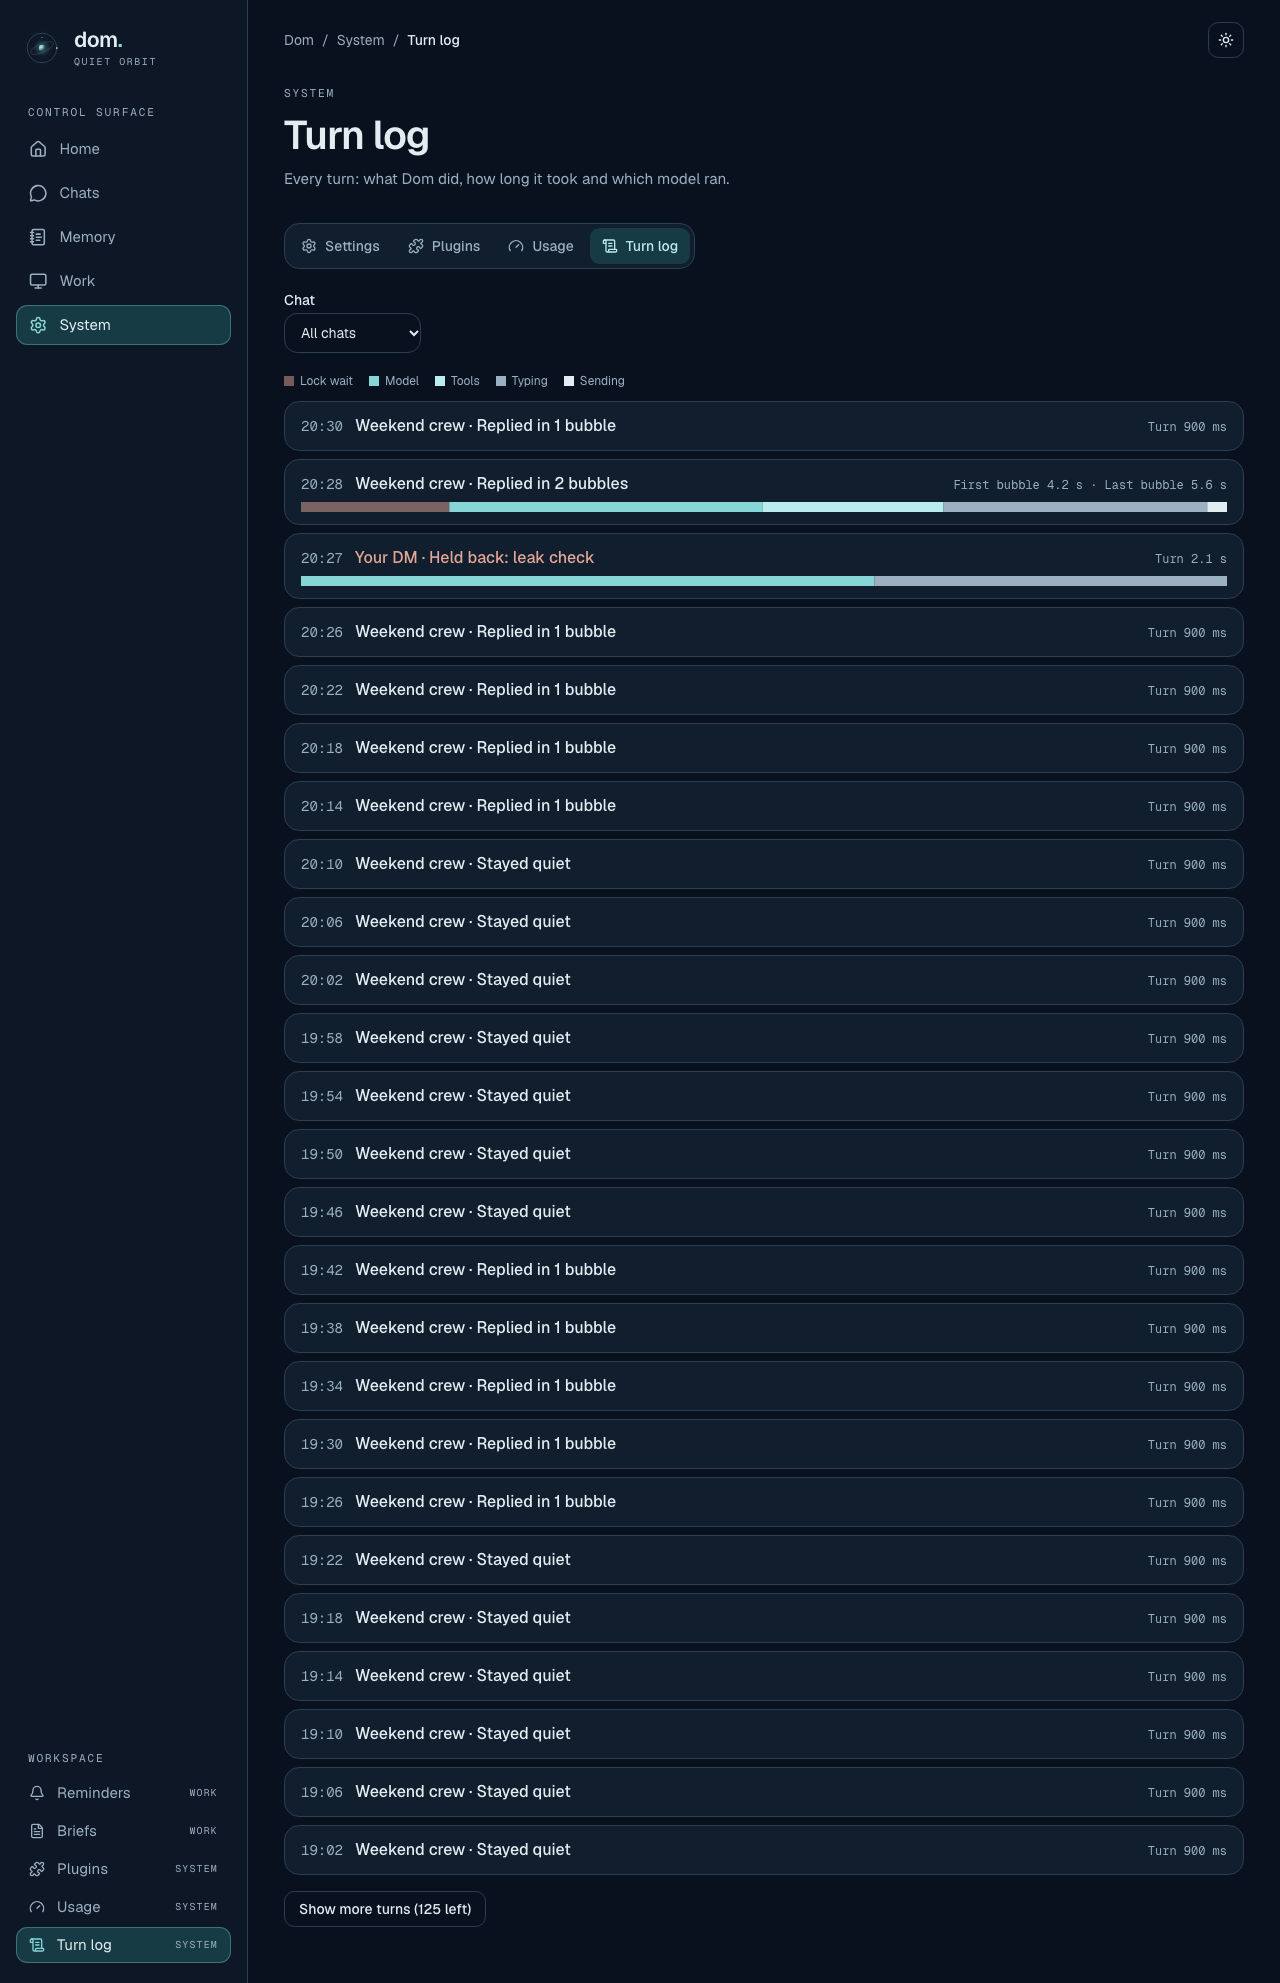 dom.
QUIET ORBIT
CONTROL SURFACE
Home
Chats
Memory
Work
System
WORKSPACE
Reminders WORK
Briefs WORK
Plugins SYSTEM
Usage SYSTEM
Turn log SYSTEM
Dom / System / Turn log
SYSTEM
Turn log
Every turn: what Dom did, how long it took and which model ran.
Settings Plugins Usage Turn log
Chat
All chats
Lock wait Model Tools Typing Sending
20:30 Weekend crew · Replied in 1 bubble Turn 900 ms
20:28 Weekend crew · Replied in 2 bubbles First bubble 4.2 s · Last bubble 5.6 s
20:27 Your DM · Held back: leak check Turn 2.1 s
20:26 Weekend crew · Replied in 1 bubble Turn 900 ms
20:22 Weekend crew · Replied in 1 bubble Turn 900 ms
20:18 Weekend crew · Replied in 1 bubble Turn 900 ms
20:14 Weekend crew · Replied in 1 bubble Turn 900 ms
20:10 Weekend crew · Stayed quiet Turn 900 ms
20:06 Weekend crew · Stayed quiet Turn 900 ms
20:02 Weekend crew · Stayed quiet Turn 900 ms
19:58 Weekend crew · Stayed quiet Turn 900 ms
19:54 Weekend crew · Stayed quiet Turn 900 ms
19:50 Weekend crew · Stayed quiet Turn 900 ms
19:46 Weekend crew · Stayed quiet Turn 900 ms
19:42 Weekend crew · Replied in 1 bubble Turn 900 ms
19:38 Weekend crew · Replied in 1 bubble Turn 900 ms
19:34 Weekend crew · Replied in 1 bubble Turn 900 ms
19:30 Weekend crew · Replied in 1 bubble Turn 900 ms
19:26 Weekend crew · Replied in 1 bubble Turn 900 ms
19:22 Weekend crew · Stayed quiet Turn 900 ms
19:18 Weekend crew · Stayed quiet Turn 900 ms
19:14 Weekend crew · Stayed quiet Turn 900 ms
19:10 Weekend crew · Stayed quiet Turn 900 ms
19:06 Weekend crew · Stayed quiet Turn 900 ms
19:02 Weekend crew · Stayed quiet Turn 900 ms
Show more turns (125 left)